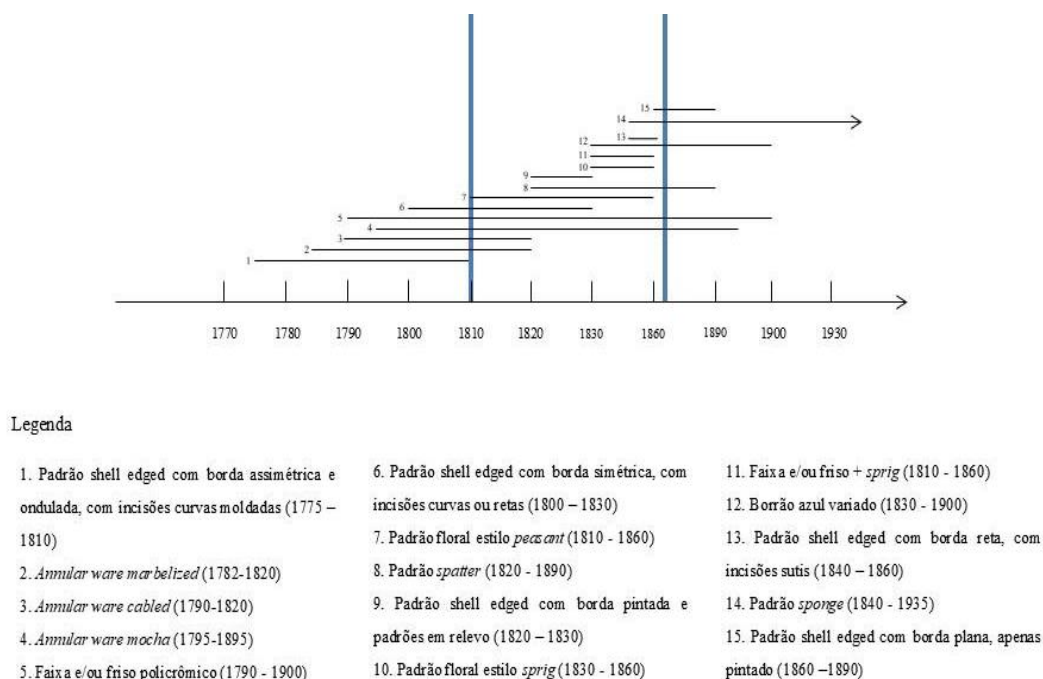 15
14
13
12
11
10
9
8
7
6
5
4
3
2
1
1770 1780 1790 1800 1810 1820 1830 1860 1890 1900 1930
Legenda
1. Padrão shell edged com borda assimétrica e
ondulada, com incisões curvas moldadas (1775 –
1810)
2. Annular ware marbelized (1782-1820)
3. Annular ware cabled (1790-1820)
4. Annular ware mocha (1795-1895)
5. Faixa e/ou friso policrômico (1790 - 1900)
6. Padrão shell edged com borda simétrica, com
incisões curvas ou retas (1800 – 1830)
7. Padrão floral estilo peasant (1810 - 1860)
8. Padrão spatter (1820 - 1890)
9. Padrão shell edged com borda pintada e
padrões em relevo (1820 – 1830)
10. Padrão floral estilo sprig (1830 - 1860)
11. Faixa e/ou friso + sprig (1810 - 1860)
12. Borrão azul variado (1830 - 1900)
13. Padrão shell edged com borda reta, com
incisões sutis (1840 – 1860)
14. Padrão sponge (1840 - 1935)
15. Padrão shell edged com borda plana, apenas
pintado (1860 –1890)